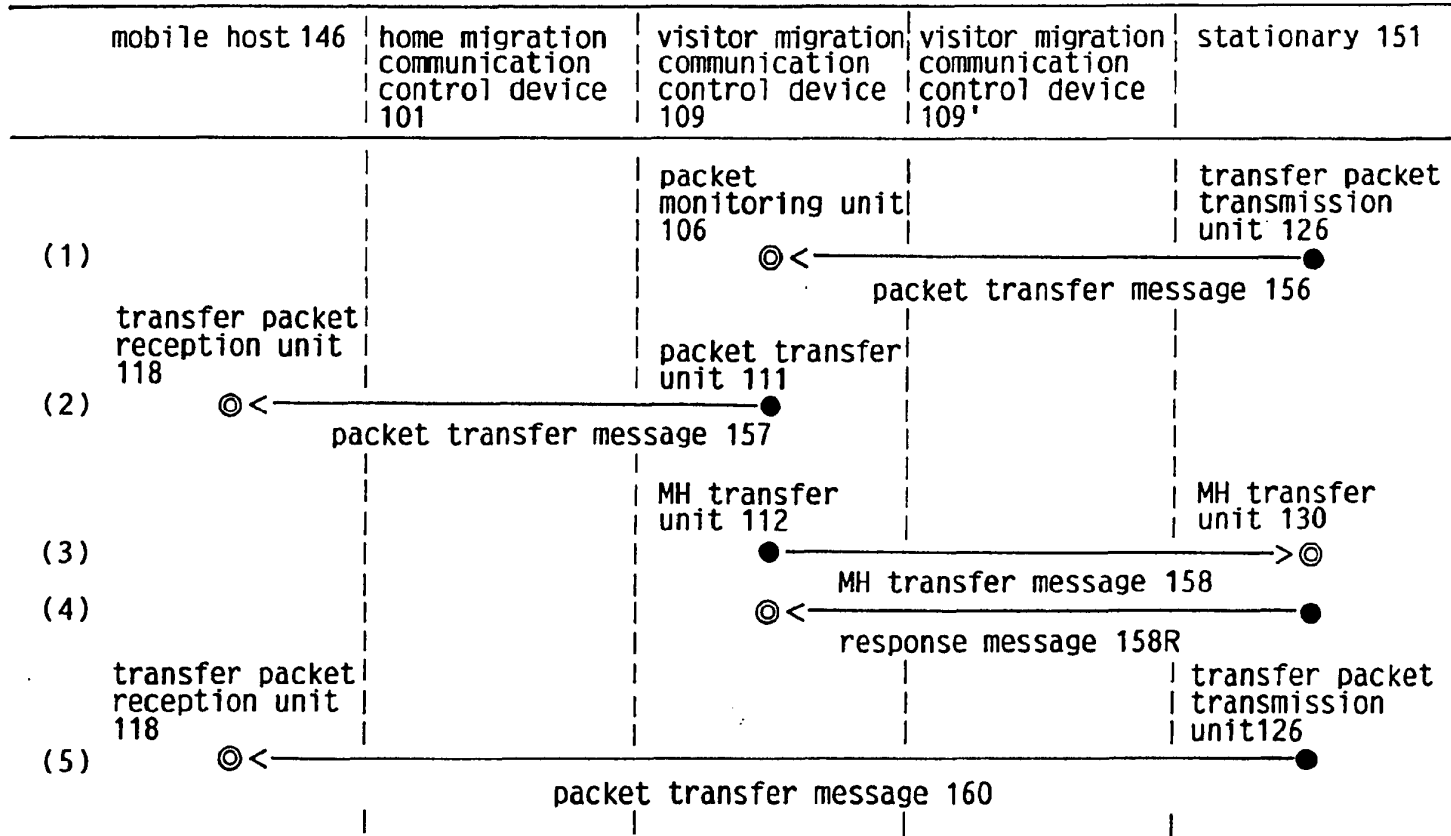 mobile host 146
home migration
communication
control device
101
visitor migration
communication
control device
109
visitor migration
communication
control device
109'
stationary 151
packet
monitoring unit
106
transfer packet
transmission
unit 126
(1)
packet transfer message 156
transfer packet
reception unit
118
packet transfer
unit 111
(2)
packet transfer message 157
MH transfer
unit 112
MH transfer
unit 130
(3)
MH transfer message 158
(4)
response message 158R
transfer packet
reception unit
118
transfer packet
transmission
unit126
(5)
packet transfer message 160